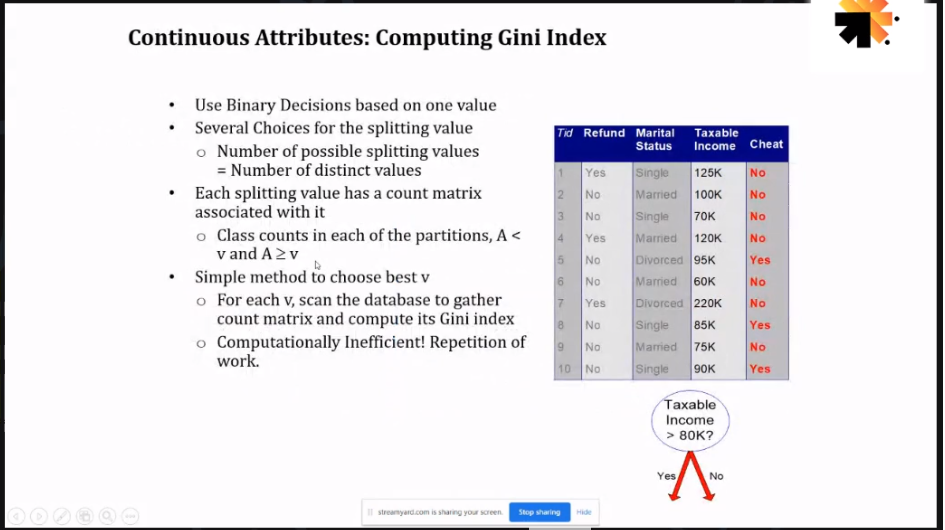 Continuous Attributes: Computing Gini Index
• Use Binary Decisions based on one value
• Several Choices for the splitting value
o Number of possible splitting values
= Number of distinct values
• Each splitting value has a count matrix
associated with it
o Class counts in each of the partitions, A <
v and A ≥ v
• Simple method to choose best v
o For each v, scan the database to gather
count matrix and compute its Gini index
o Computationally Inefficient! Repetition of
work.
Tid Refund Marital Status Taxable Income Cheat
1 Yes Single 125K No
2 No Married 100K No
3 No Single 70K No
4 Yes Married 120K No
5 No Divorced 95K Yes
6 No Married 60K No
7 Yes Divorced 220K No
8 No Single 85K Yes
9 No Married 75K No
10 No Single 90K Yes
Taxable
Income
> 80K?
Yes No
streamyard.com is sharing your screen. Stop sharing Hide